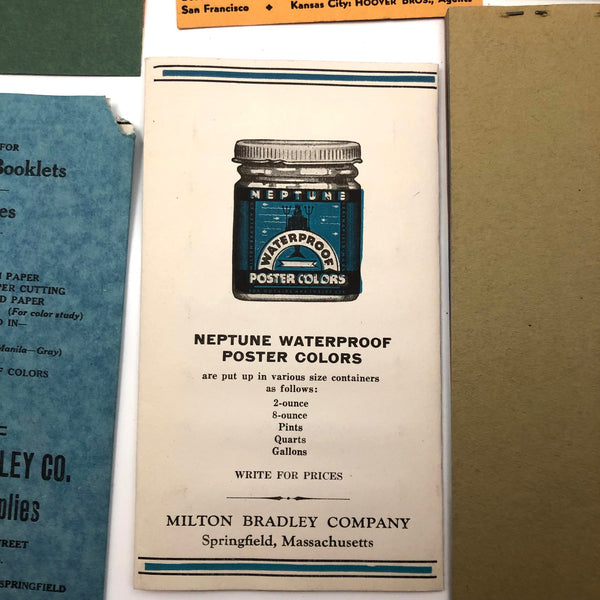 San Francisco ◆ Kansas City: HOOVER BROS., Agents
FOR
Booklets
PAPER
PER CUTTING
D PAPER
(For color study)
D IN—
Manila—Gray)
OF COLORS
LEY CO.
plies
STREET
SPRINGFIELD
NEPTUNE
WATERPROOF
POSTER COLORS
NEPTUNE WATERPROOF
POSTER COLORS
are put up in various size containers
as follows:
2-ounce
8-ounce
Pints
Quarts
Gallons
WRITE FOR PRICES
MILTON BRADLEY COMPANY
Springfield, Massachusetts